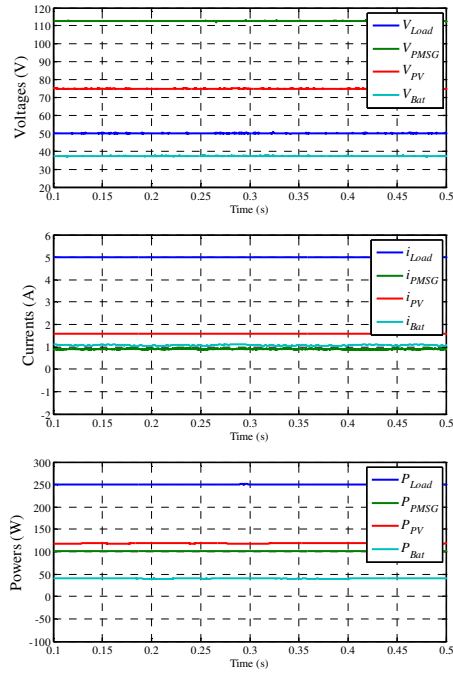 120
110
100
90
80
70
60
50
40
30
20
Voltages (V)
V_Load
V_PMSG
V_PV
V_Bat
0.1 0.15 0.2 0.25 0.3 0.35 0.4 0.45 0.5
Time (s)
6
5
4
3
2
1
0
-1
-2
Currents (A)
i_Load
i_PMSG
i_PV
i_Bat
0.1 0.15 0.2 0.25 0.3 0.35 0.4 0.45 0.5
Time (s)
300
250
200
150
100
50
0
-50
-100
Powers (W)
P_Load
P_PMSG
P_PV
P_Bat
0.1 0.15 0.2 0.25 0.3 0.35 0.4 0.45 0.5
Time (s)